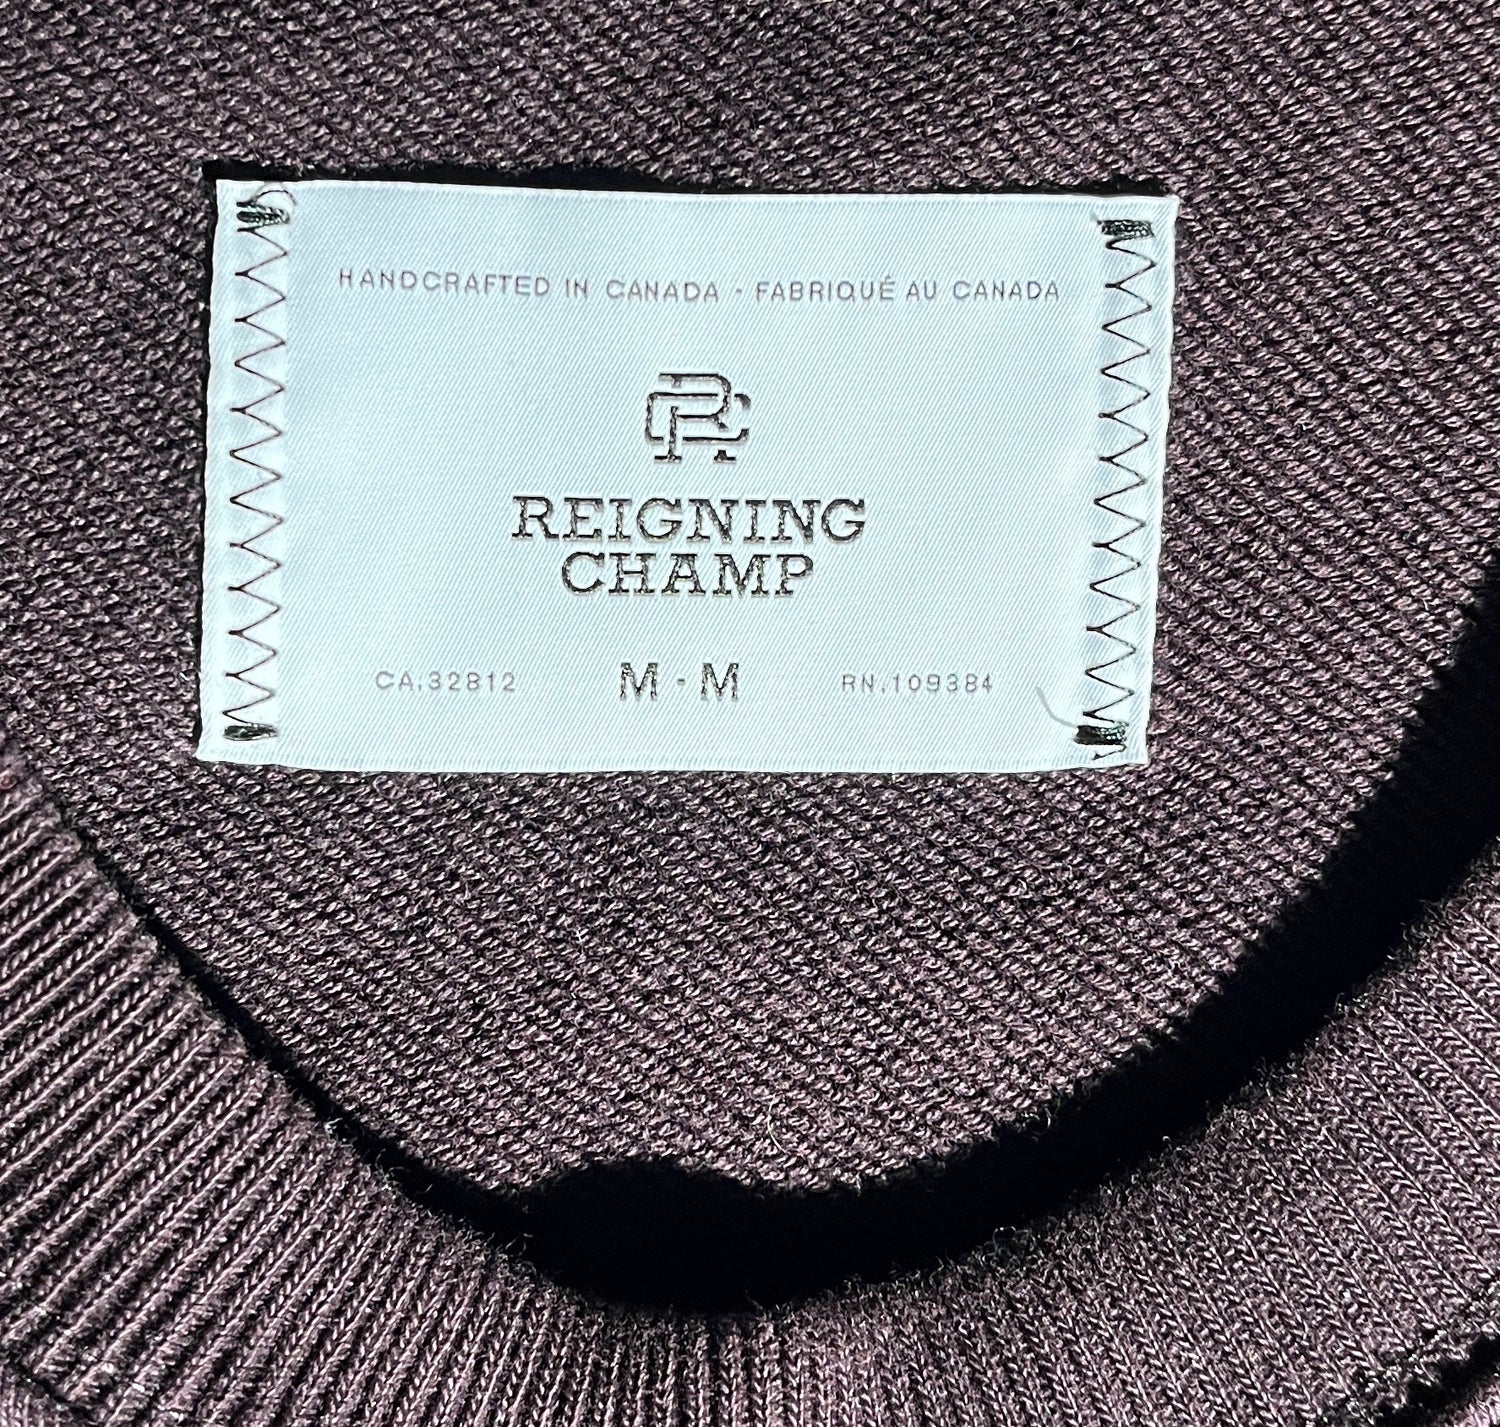 HANDCRAFTED IN CANADA - FABRIQUÉ AU CANADA
RC
REIGNING
CHAMP
CA.32812 M - M RN.109384